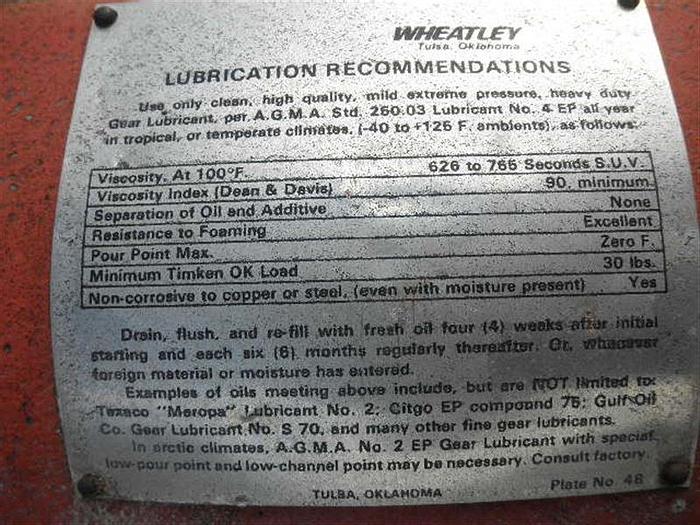 WHEATLEY
Tulsa, Oklahoma
LUBRICATION RECOMMENDATIONS
Use only clean, high quality, mild extreme pressure, heavy duty
Gear Lubricant, per A.G.M.A. Std. 250.03 Lubricant No. 4 EP all year
in tropical, or temperate climates, (-40 to +125 F. ambients), as follows:
Viscosity, At 100°F. 626 to 765 Seconds S.U.V.
Viscosity Index (Dean & Davis) 90, minimum
Separation of Oil and Additive None
Resistance to Foaming Excellent
Pour Point Max. Zero F.
Minimum Timken OK Load 30 lbs.
Non-corrosive to copper or steel, (even with moisture present) Yes
Drain, flush, and re-fill with fresh oil four (4) weeks after initial
starting and each six (6) months regularly thereafter. Or, whenever
foreign material or moisture has entered.
Examples of oils meeting above include, but are NOT limited to:
Texaco "Meropa" Lubricant No. 2; Citgo EP compound 75; Gulf Oil
Co. Gear Lubricant No. S 70, and many other fine gear lubricants.
In arctic climates, A.G.M.A. No. 2 EP Gear Lubricant with special
low-pour point and low-channel point may be necessary. Consult factory.
TULSA, OKLAHOMA Plate No. 46